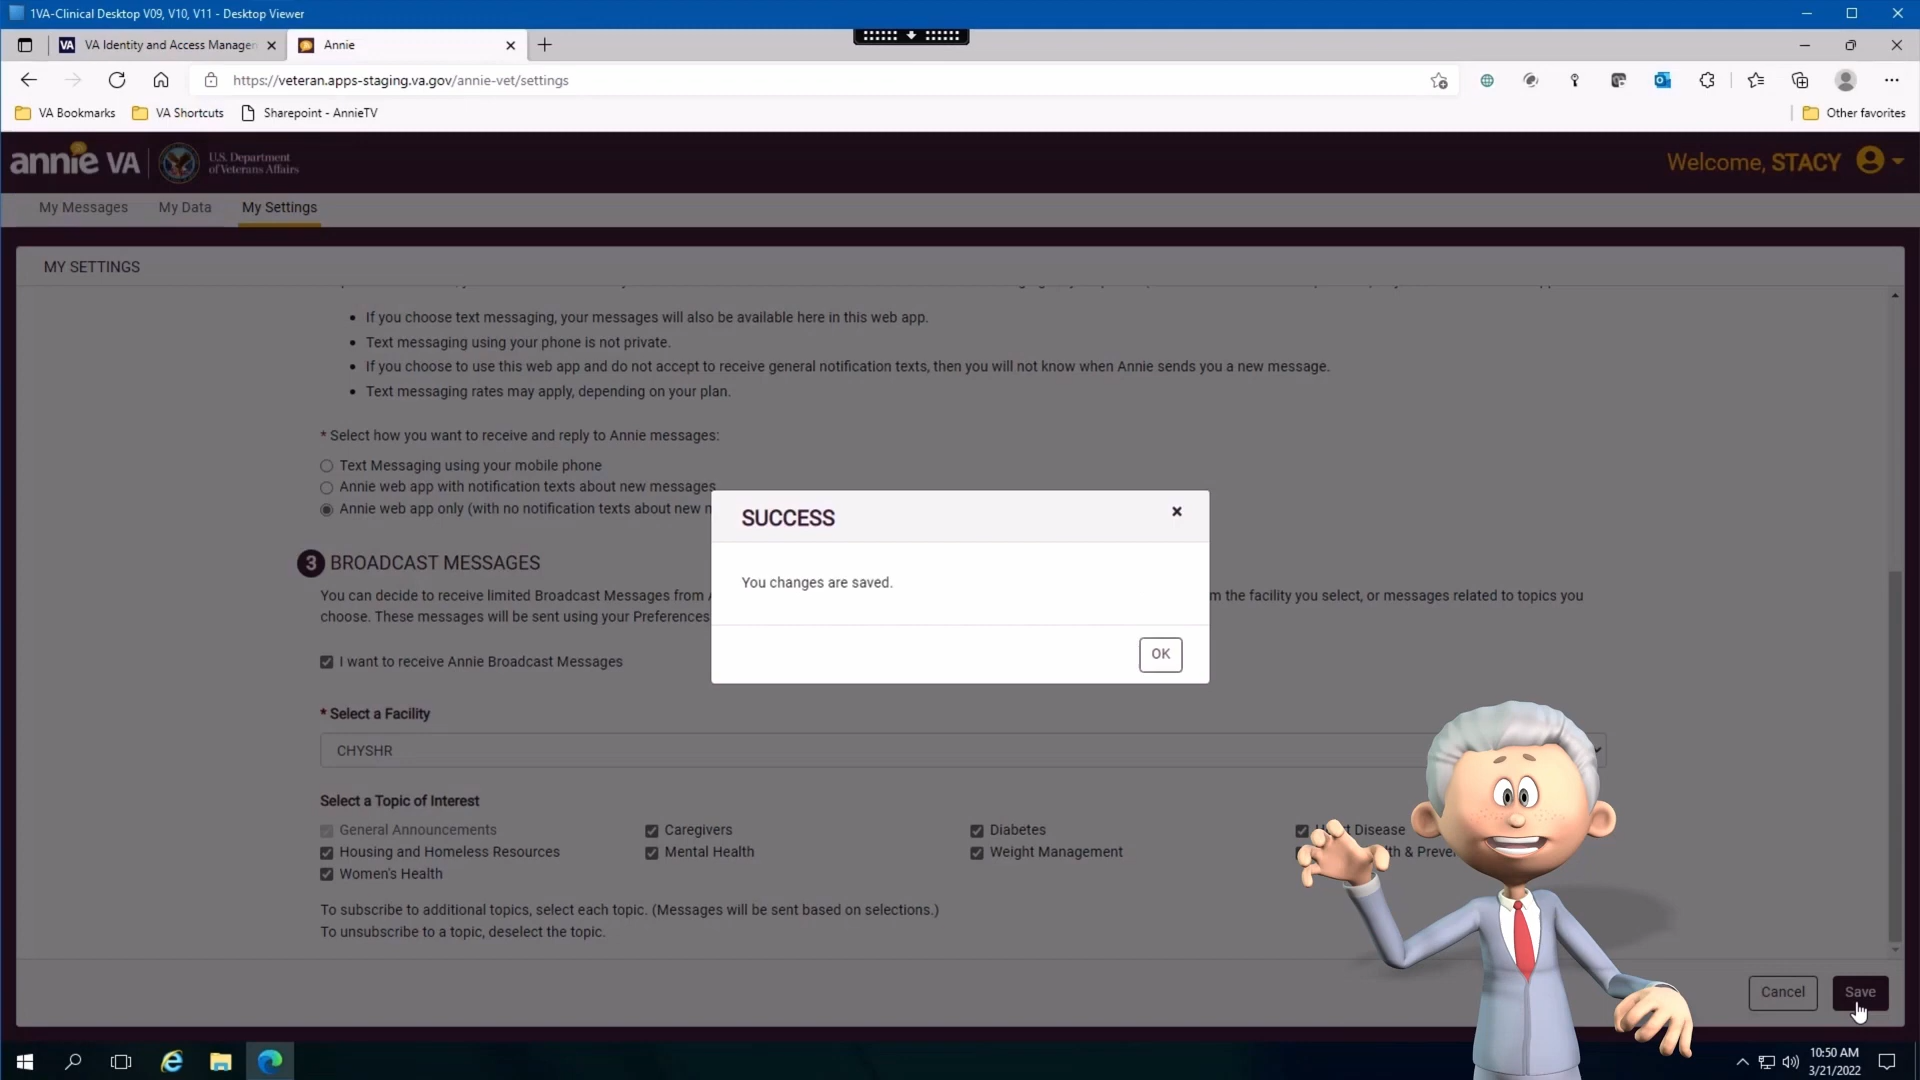 1VA-Clinical Desktop V09, V10, V11 - Desktop Viewer
VA Identity and Access Managem
Annie
https://veteran.apps-staging.va.gov/annie-vet/settings
VA Bookmarks
VA Shortcuts
Sharepoint - AnnieTV
Other favorites
annie VA
U.S. Department
of Veterans Affairs
Welcome, STACY
My Messages
My Data
My Settings
MY SETTINGS
If you choose text messaging, your messages will also be available here in this web app.
Text messaging using your phone is not private.
If you choose to use this web app and do not accept to receive general notification texts, then you will not know when Annie sends you a new message.
Text messaging rates may apply, depending on your plan.
* Select how you want to receive and reply to Annie messages:
Text Messaging using your mobile phone
Annie web app with notification texts about new messages
Annie web app only (with no notification texts about new
SUCCESS
You changes are saved.
OK
3 BROADCAST MESSAGES
You can decide to receive limited Broadcast Messages from the facility you select, or messages related to topics you
choose. These messages will be sent using your Preferences
I want to receive Annie Broadcast Messages
* Select a Facility
CHYSHR
Select a Topic of Interest
General Announcements
Caregivers
Diabetes
Disease
Housing and Homeless Resources
Mental Health
Weight Management
Women's Health
To subscribe to additional topics, select each topic. (Messages will be sent based on selections.)
To unsubscribe to a topic, deselect the topic.
Cancel
Save
10:50 AM
3/21/2022